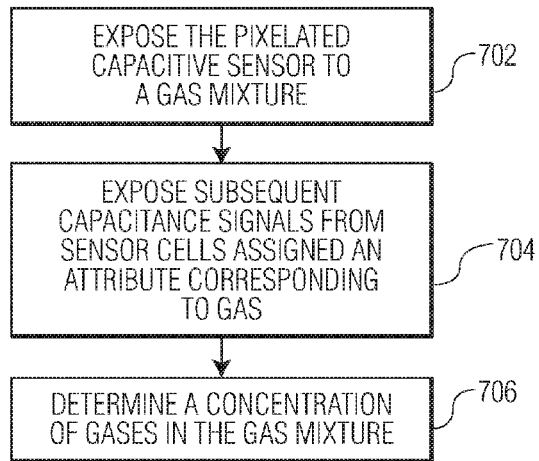 EXPOSE THE PIXELATED
CAPACITIVE SENSOR TO
A GAS MIXTURE
702
EXPOSE SUBSEQUENT
CAPACITANCE SIGNALS FROM
SENSOR CELLS ASSIGNED AN
ATTRIBUTE CORRESPONDING
TO GAS
704
DETERMINE A CONCENTRATION
OF GASES IN THE GAS MIXTURE
706